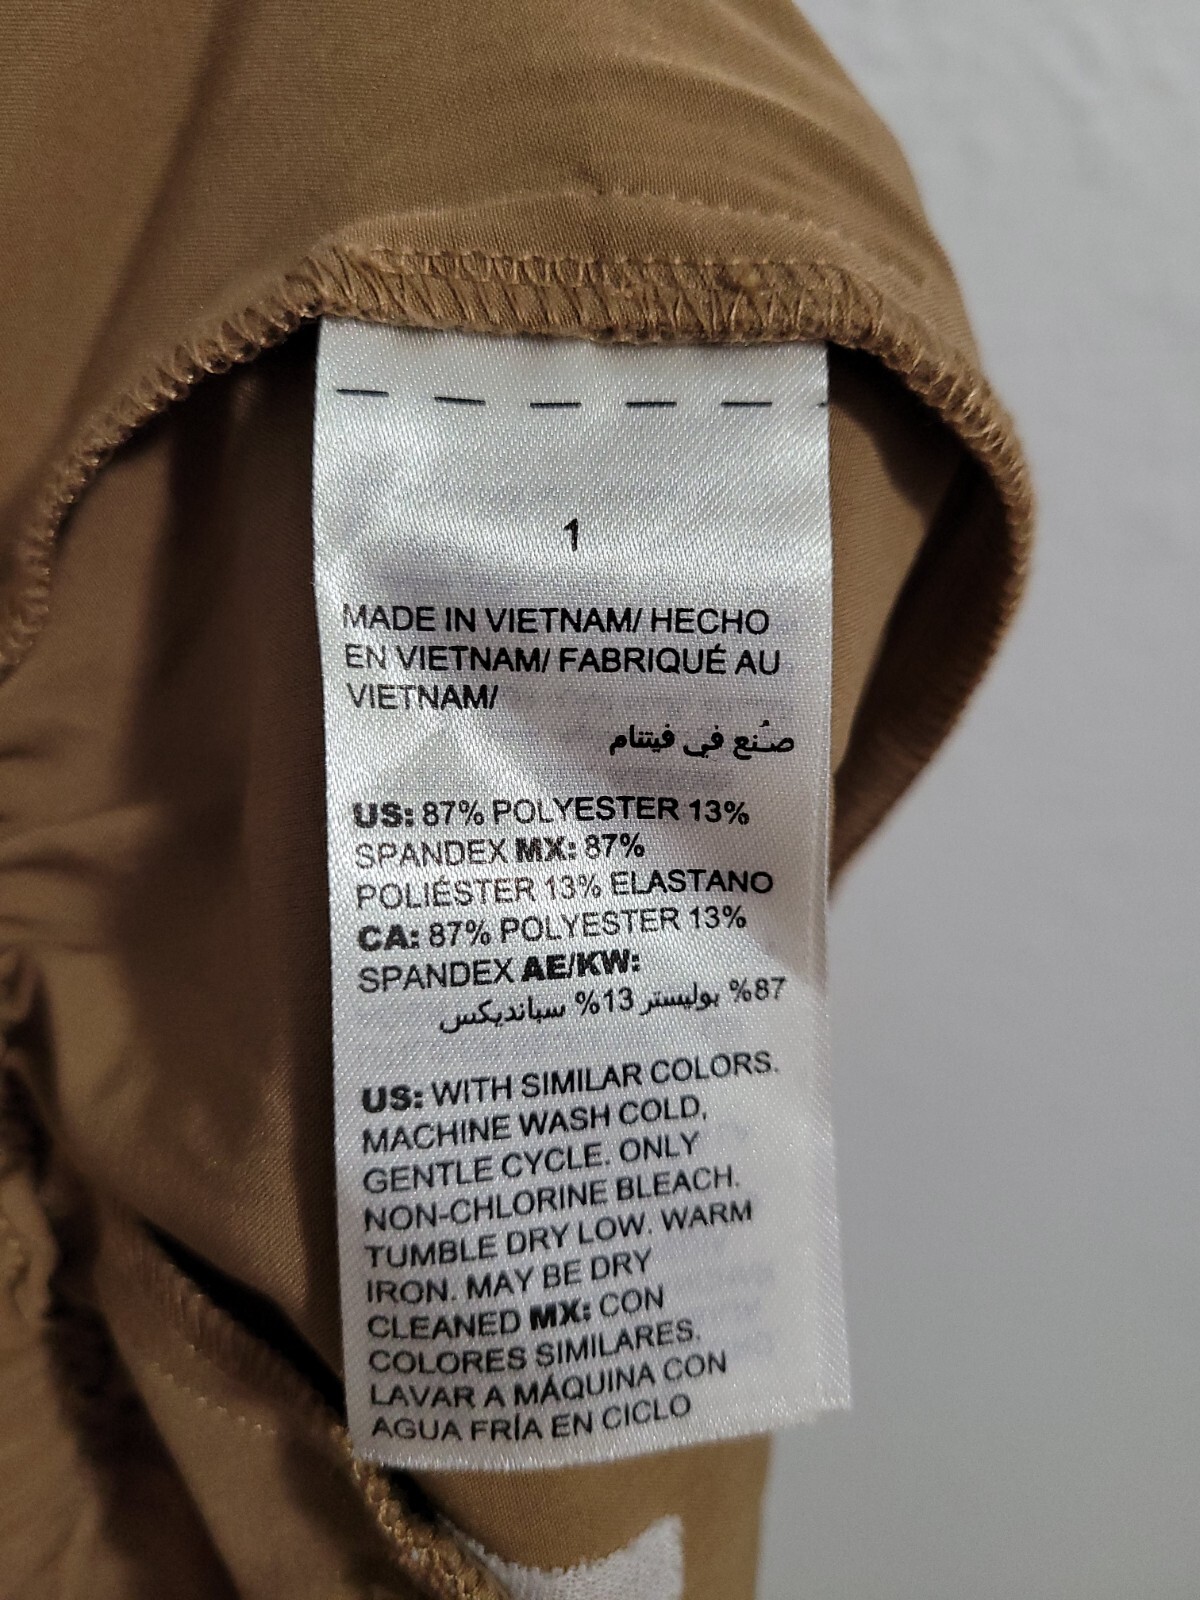 1
MADE IN VIETNAM/ HECHO
EN VIETNAM/ FABRIQUÉ AU
VIETNAM/
صُنع في فيتنام
US: 87% POLYESTER 13%
SPANDEX MX: 87%
POLIÉSTER 13% ELASTANO
CA: 87% POLYESTER 13%
SPANDEX AE/KW:
87% بوليستر 13% سبانديكس
US: WITH SIMILAR COLORS.
MACHINE WASH COLD,
GENTLE CYCLE. ONLY
NON-CHLORINE BLEACH.
TUMBLE DRY LOW. WARM
IRON. MAY BE DRY
CLEANED MX: CON
COLORES SIMILARES.
LAVAR A MÁQUINA CON
AGUA FRÍA EN CICLO